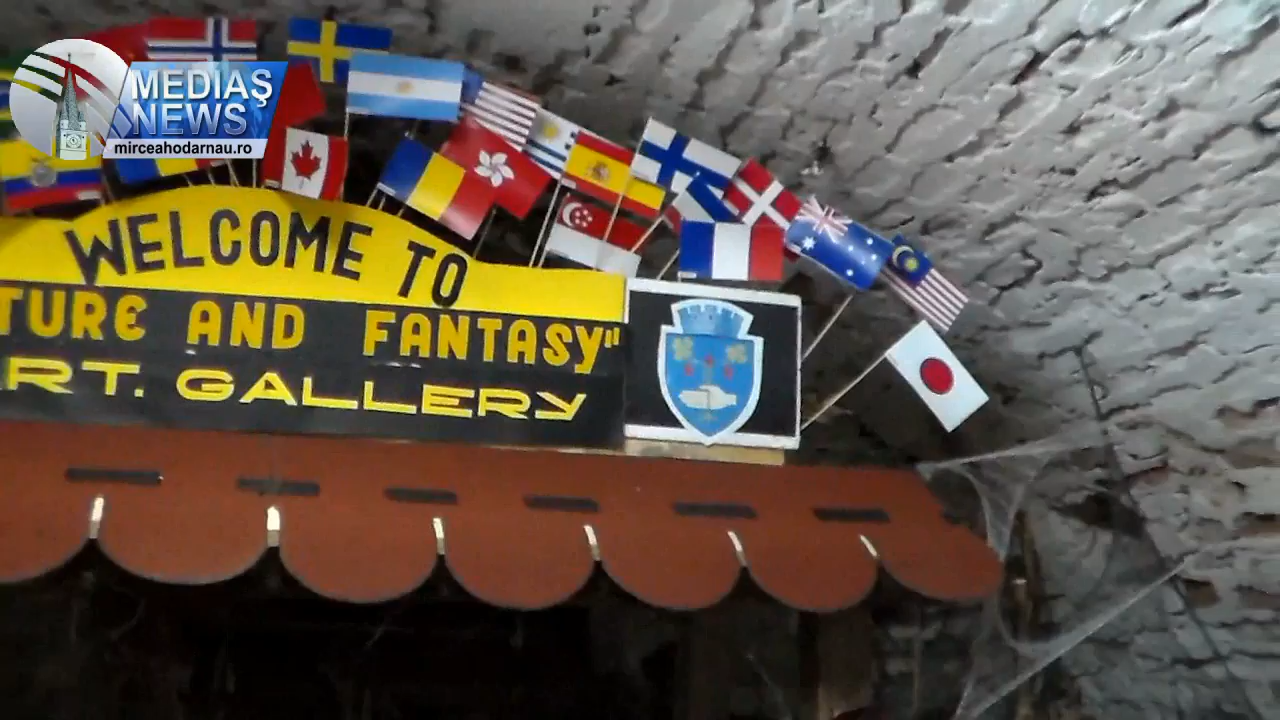 MEDIAŞ
NEWS
mirceahodarnau.ro
WELCOME TO
TURE AND FANTASY"
RT. GALLERY